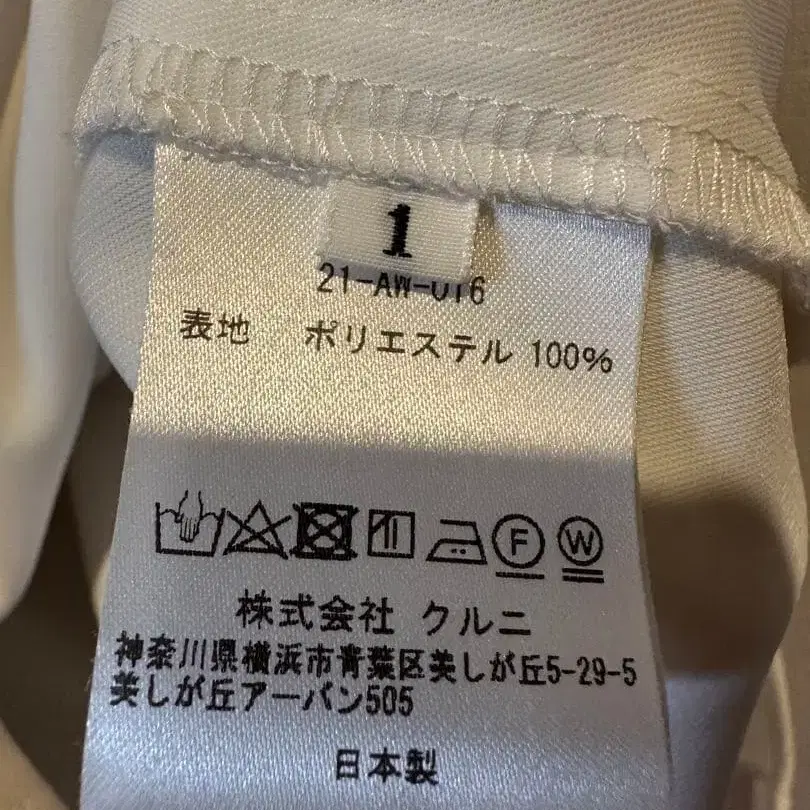 1
21-AW-016
表地 ポリエステル 100%
F W
株式会社 クルニ
神奈川県横浜市青葉区美しが丘5-29-5
美しが丘アーバン505
日本製